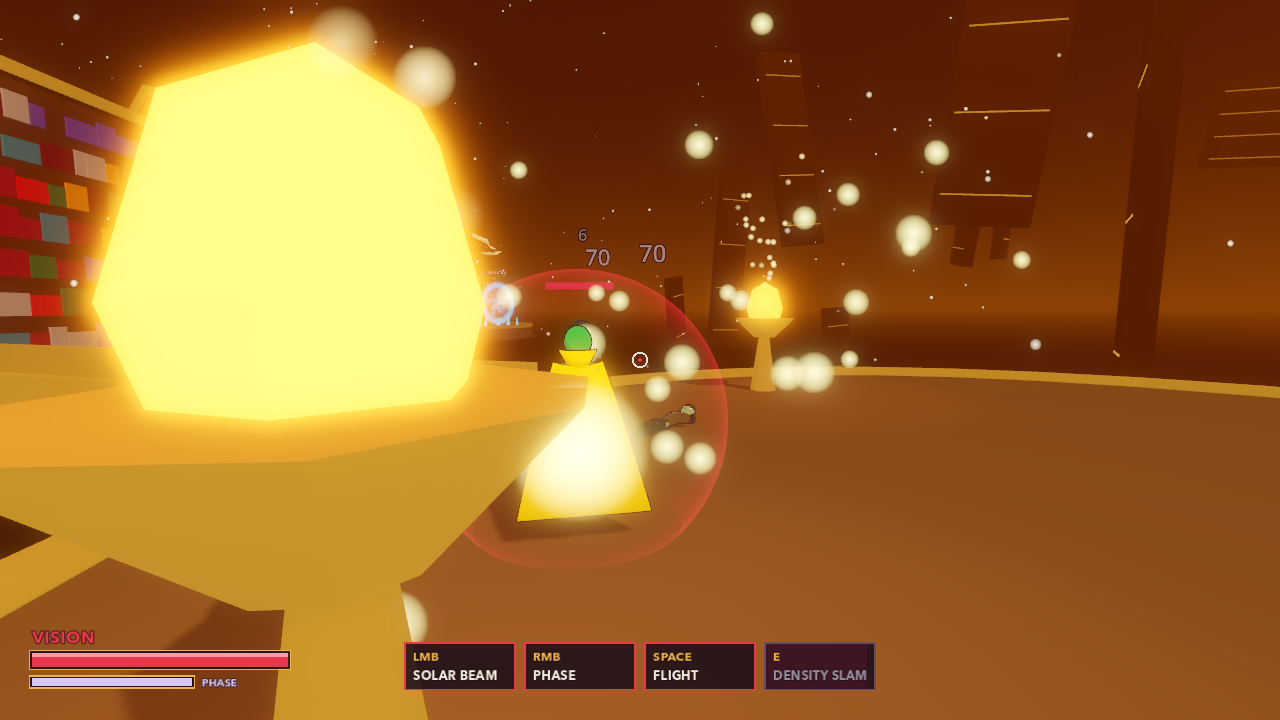 6
70 70
VISION
PHASE
LMB
SOLAR BEAM
RMB
PHASE
SPACE
FLIGHT
E
DENSITY SLAM